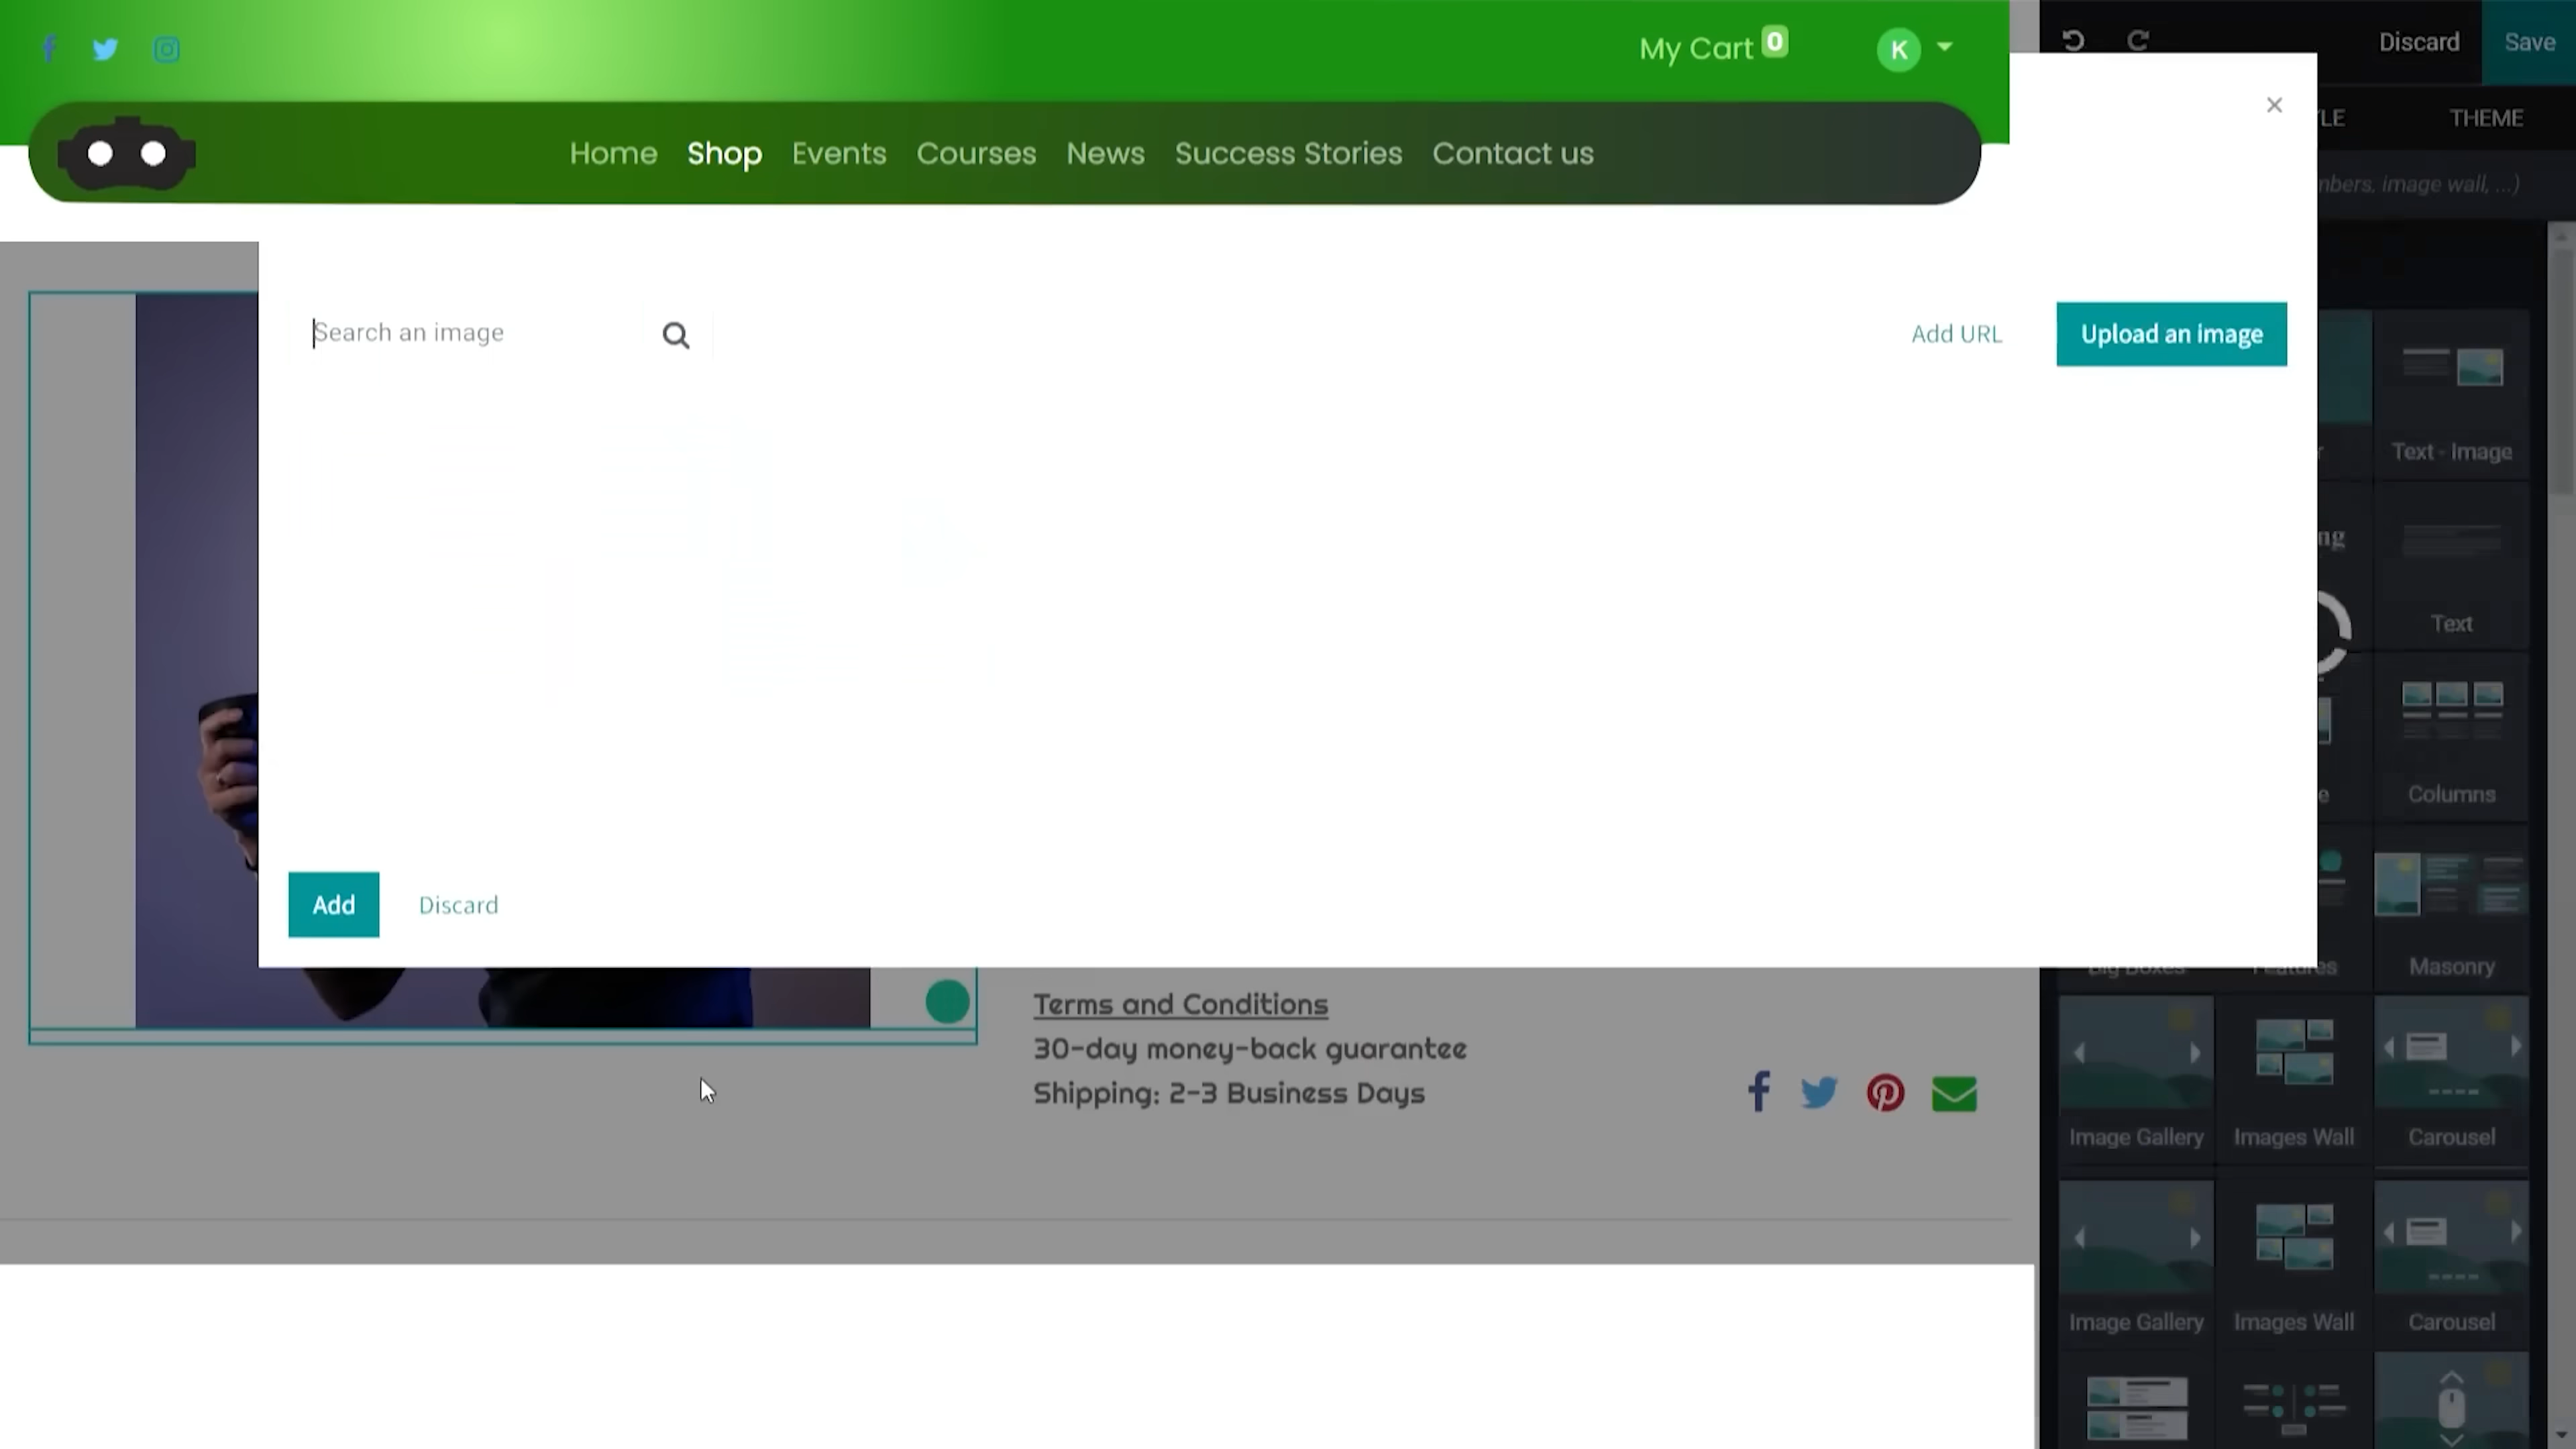 My Cart 0
K
Discard
Save
Home Shop Events Courses News Success Stories Contact us
THEME
image wall, ...)
Search an image
Add URL
Upload an image
Text - Image
Text
Columns
Add
Discard
Masonry
Terms and Conditions
30-day money-back guarantee
Shipping: 2-3 Business Days
Image Gallery
Images Wall
Carousel
Image Gallery
Images Wall
Carousel